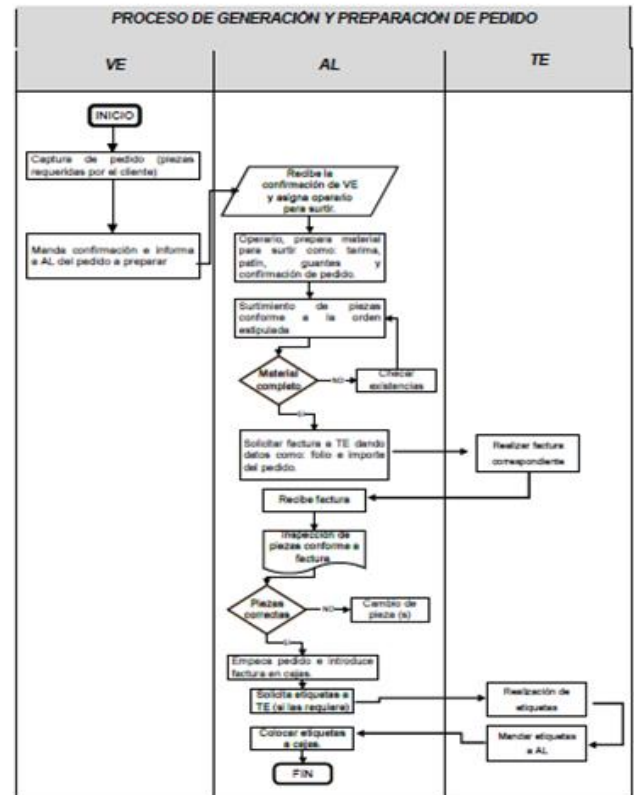 PROCESO DE GENERACIÓN Y PREPARACIÓN DE PEDIDO
VE
AL
TE
INICIO
Captura de pedido (piezas
requeridas por el cliente)
Manda confirmación e informa
a AL del pedido a preparar
Recibe la
confirmación de VE
y asigna operario
para surtir.
Operario, prepara material
para surtir como: tarima,
patín, guantes y
confirmación de pedido.
Surtimiento de piezas
conforme a la orden
estipulada
Material
completo
NO
Checar
existencias
SI
Solicitar factura a TE dando
datos como: folio e importe
del pedido.
Realizar factura
correspondiente
Recibe factura
Inspección de
piezas conforme a
factura
Piezas
correctas
NO
Cambio de
pieza (s)
SI
Empaca pedido e introduce
factura en cajas.
Solicita etiquetas a
TE (si las requiere)
Realización de
etiquetas
Colocar etiquetas
a cajas.
Mandar etiquetas
a AL
FIN